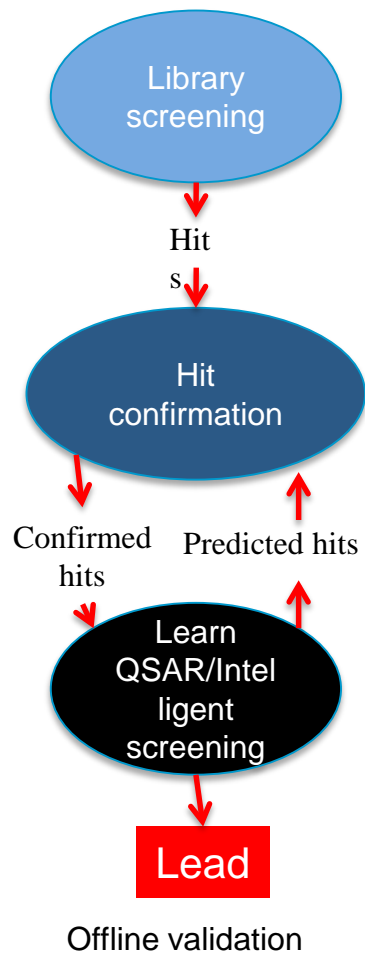 Library
screening
Hit
s
Hit
confirmation
Confirmed
hits
Predicted hits
Learn
QSAR/Intel
ligent
screening
Lead
Offline validation